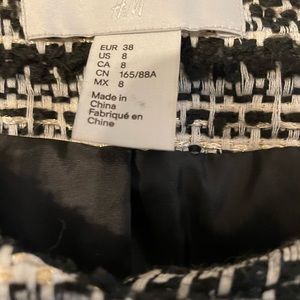 H&M
EUR 38
US 8
CA 8
CN 165/88A
MX 8
Made in
China
Fabriqué en
Chine